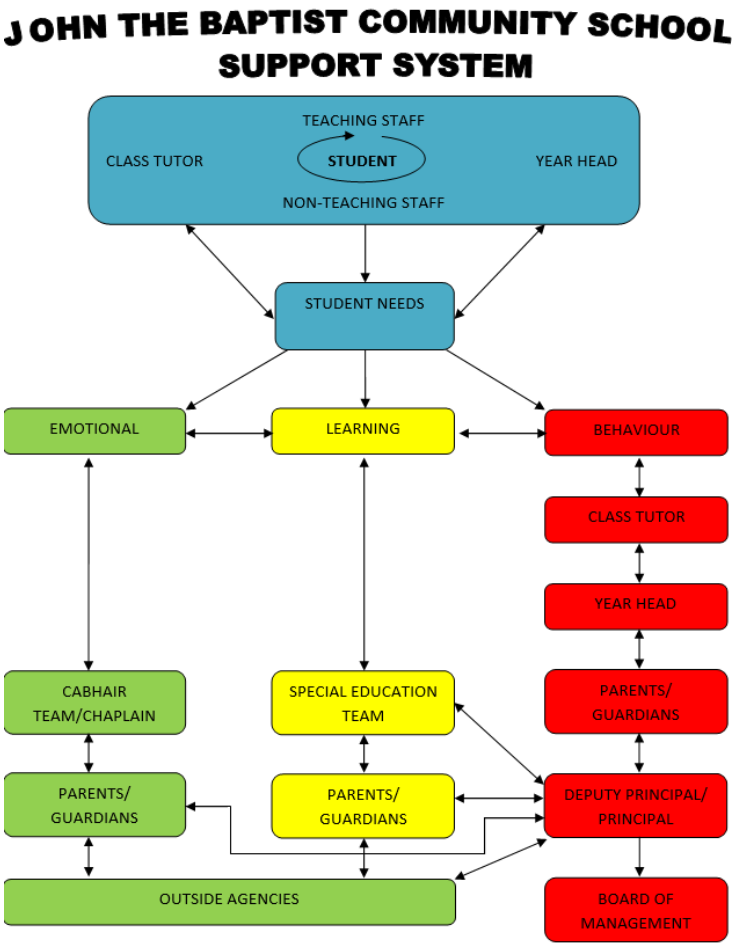 JOHN THE BAPTIST COMMUNITY SCHOOL
SUPPORT SYSTEM
TEACHING STAFF
CLASS TUTOR
STUDENT
YEAR HEAD
NON-TEACHING STAFF
STUDENT NEEDS
EMOTIONAL
LEARNING
BEHAVIOUR
CLASS TUTOR
YEAR HEAD
CABHAIR
TEAM/CHAPLAIN
SPECIAL EDUCATION
TEAM
PARENTS/
GUARDIANS
PARENTS/
GUARDIANS
PARENTS/
GUARDIANS
DEPUTY PRINCIPAL/
PRINCIPAL
OUTSIDE AGENCIES
BOARD OF
MANAGEMENT